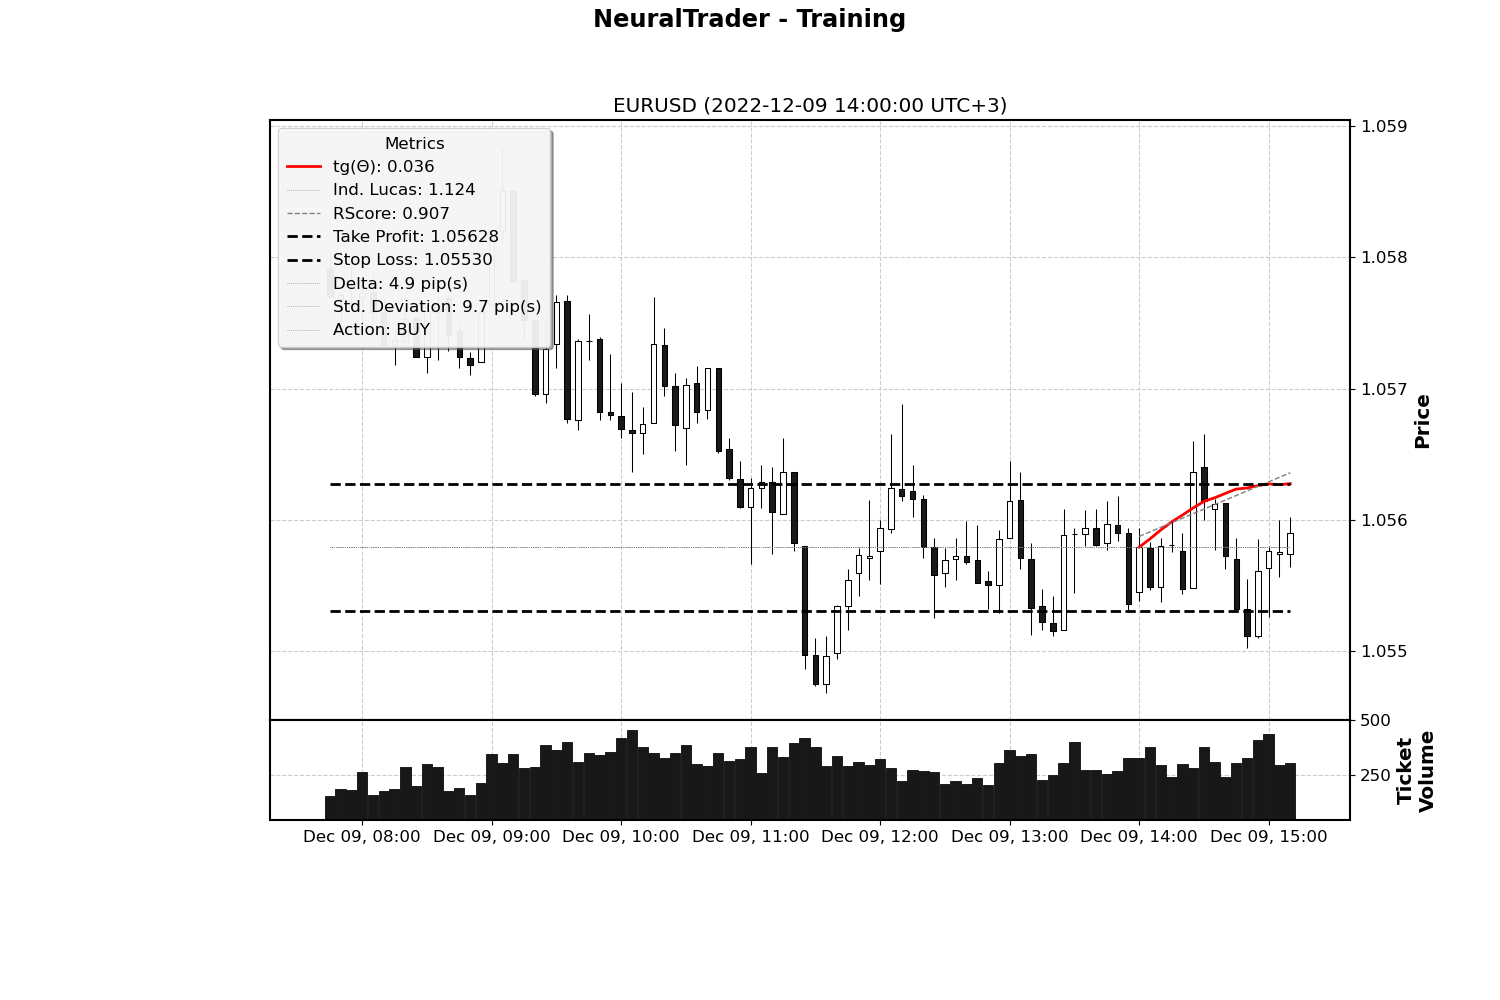 NeuralTrader - Training
EURUSD (2022-12-09 14:00:00 UTC+3)
Metrics
tg(Θ): 0.036
Ind. Lucas: 1.124
RScore: 0.907
Take Profit: 1.05628
Stop Loss: 1.05530
Delta: 4.9 pip(s)
Std. Deviation: 9.7 pip(s)
Action: BUY
1.059
1.058
1.057
1.056
1.055
Price
500
250
Ticket
Volume
Dec 09, 08:00
Dec 09, 09:00
Dec 09, 10:00
Dec 09, 11:00
Dec 09, 12:00
Dec 09, 13:00
Dec 09, 14:00
Dec 09, 15:00